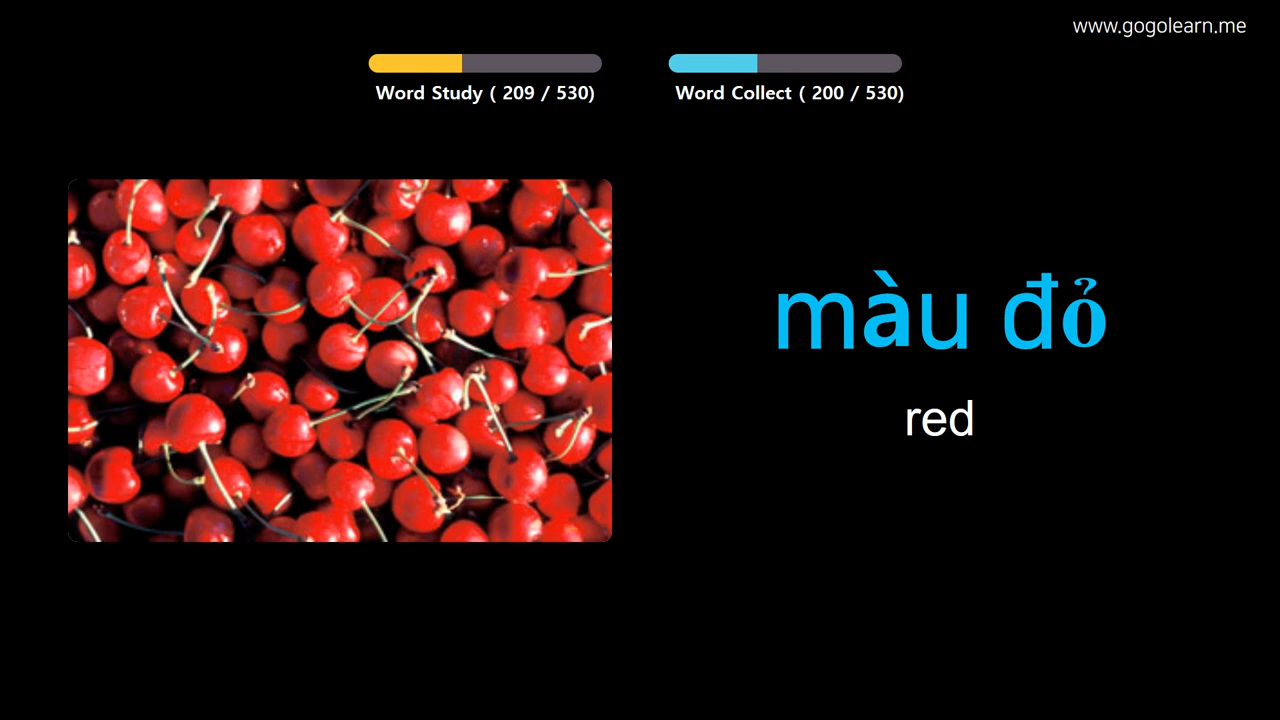 www.gogolearn.me
Word Study ( 209 / 530)
Word Collect ( 200 / 530)
màu đỏ
red